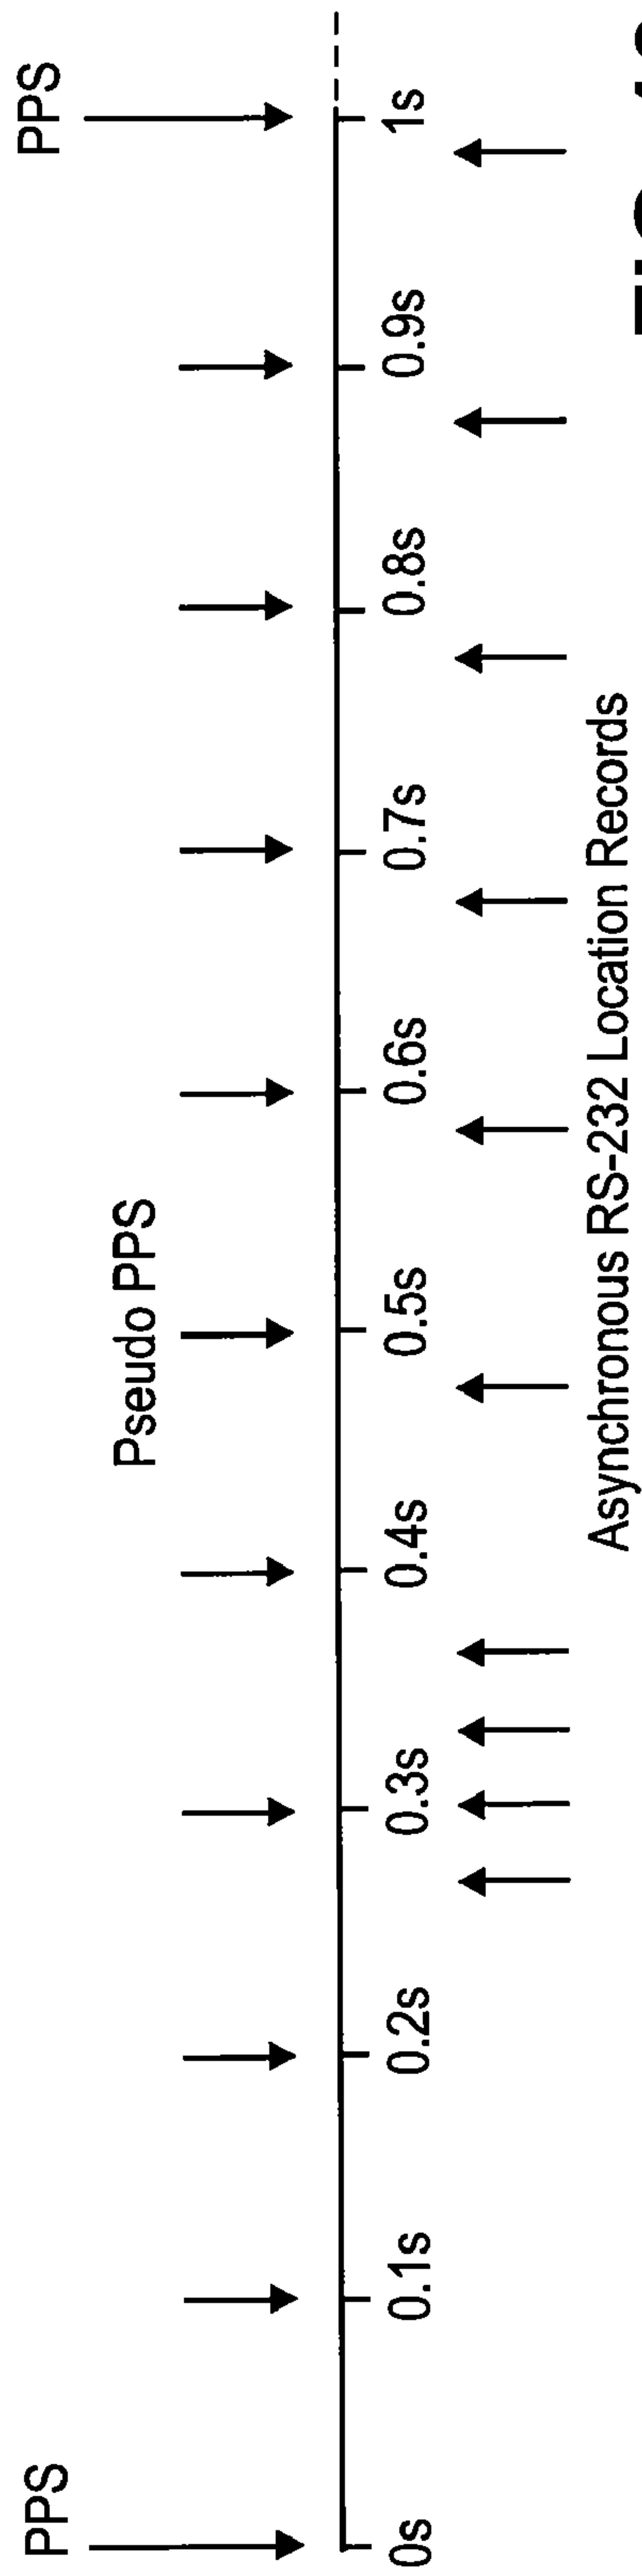 PPS
PPS
Pseudo PPS
0s
0.1s
0.2s
0.3s
0.4s
0.5s
0.6s
0.7s
0.8s
0.9s
1s
Asynchronous RS-232 Location Records